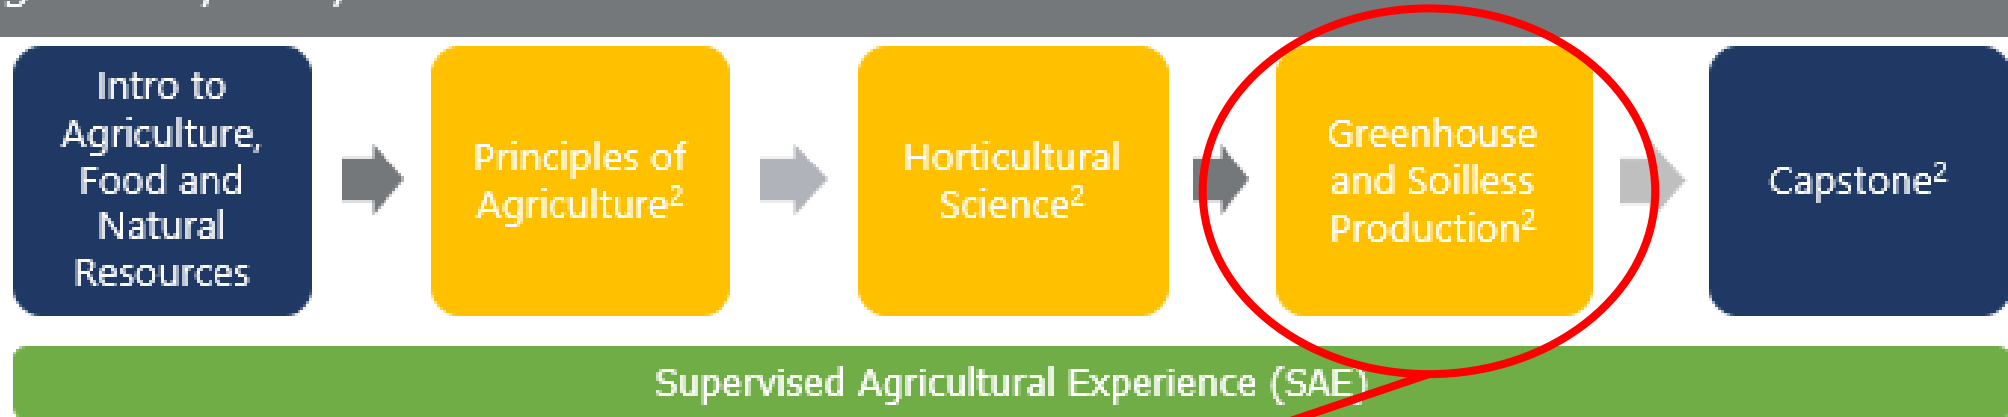 Intro to
Agriculture,
Food and
Natural
Resources
Principles of
Agriculture²
Horticultural
Science²
Greenhouse
and Soilless
Production²
Capstone²
Supervised Agricultural Experience (SAE)